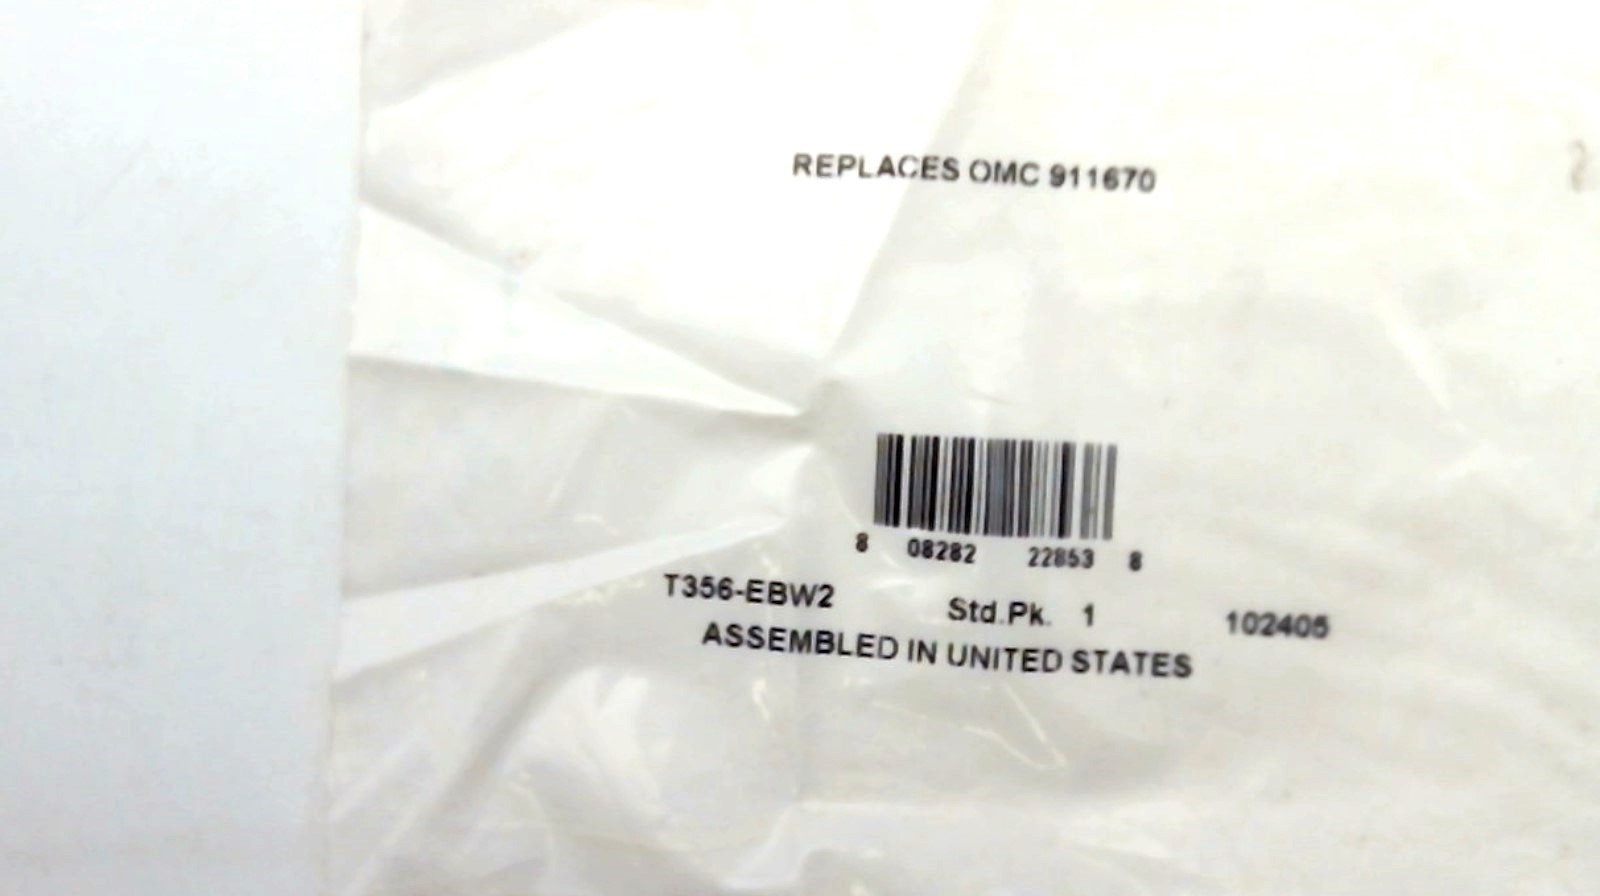 REPLACES OMC 911670
8 08282 22853 8
T356-EBW2 Std.Pk. 1 102405
ASSEMBLED IN UNITED STATES